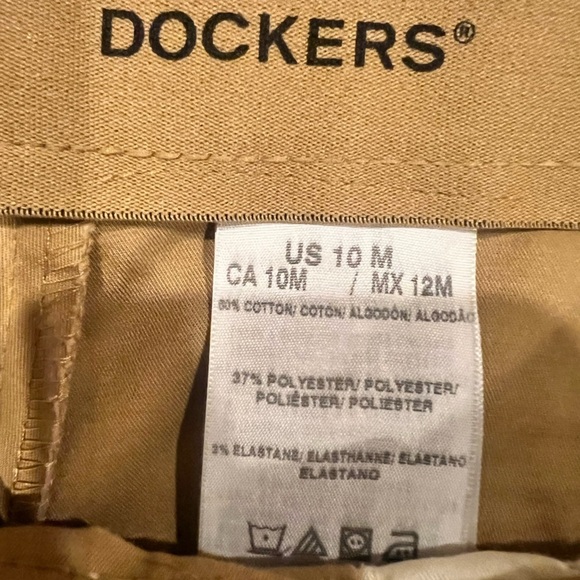 DOCKERS®
US 10 M
CA 10M / MX 12M
60% COTTON/ COTON/ ALGODÓN/ ALGODÃO
37% POLYESTER/ POLYESTER/
POLIÉSTER/ POLIESTER
3% ELASTANE/ ELASTHANNE/ ELASTANO
ELASTANO